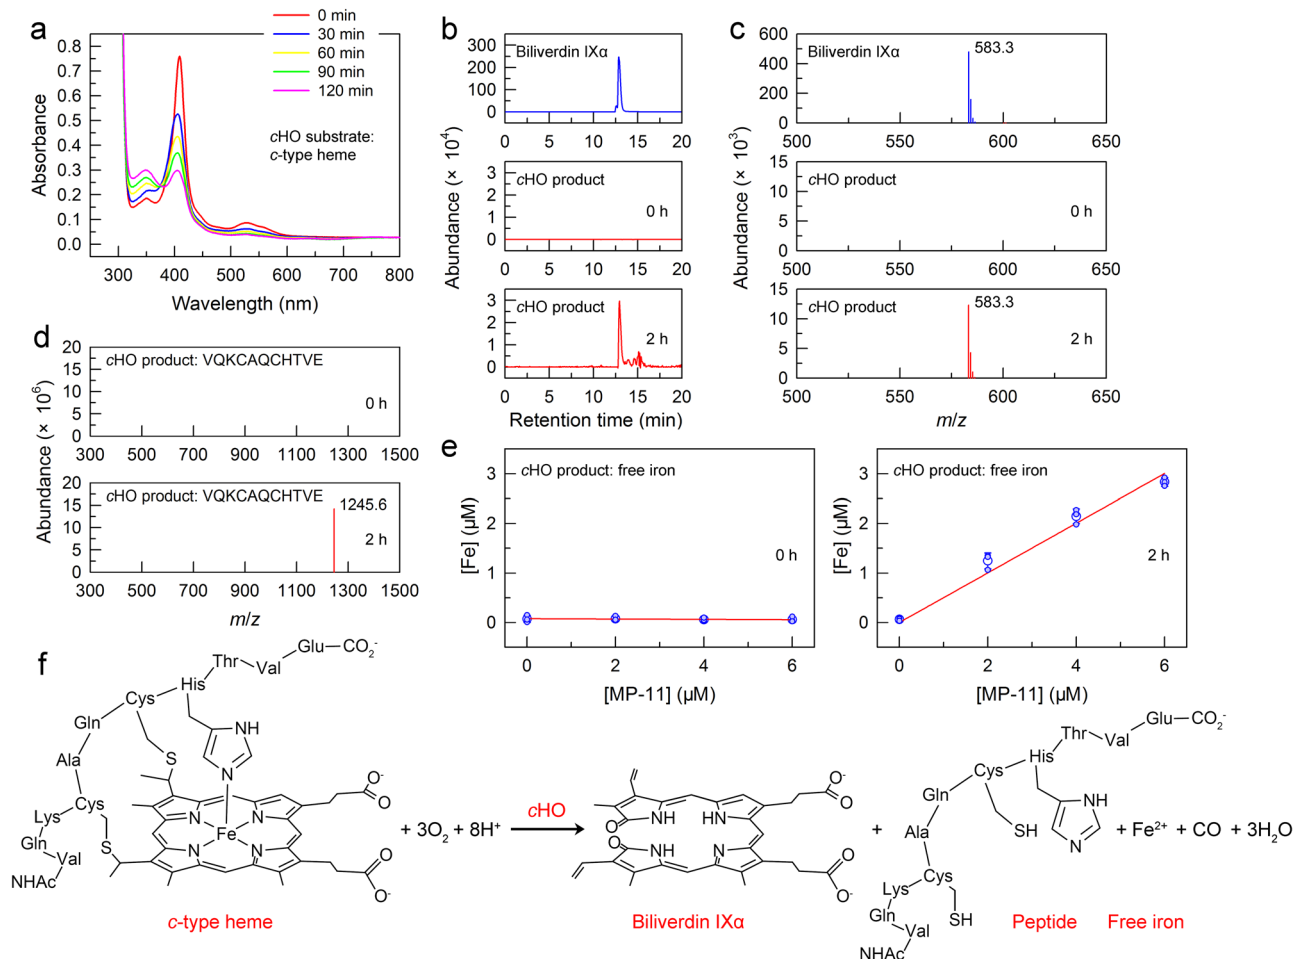 a
0 min
30 min
60 min
90 min
120 min
cHO substrate:
c-type heme
Absorbance
0.8
0.7
0.6
0.5
0.4
0.3
0.2
0.1
0.0
300 400 500 600 700 800
Wavelength (nm)
b
Abundance (× 10⁴)
Biliverdin IXα
300
200
100
0
0 5 10 15 20
cHO product
0 h
3
2
1
0
0 5 10 15 20
cHO product
2 h
3
2
1
0
0 5 10 15 20
Retention time (min)
c
Abundance (× 10³)
Biliverdin IXα
583.3
600
400
200
0
500 550 600 650
cHO product
0 h
15
10
5
0
500 550 600 650
cHO product
583.3
2 h
15
10
5
0
500 550 600 650
m/z
d
Abundance (× 10⁶)
cHO product: VQKCAQCHTVE
0 h
20
15
10
5
0
300 500 700 900 1100 1300 1500
cHO product: VQKCAQCHTVE
1245.6
2 h
20
15
10
5
0
300 500 700 900 1100 1300 1500
m/z
e
cHO product: free iron
0 h
[Fe] (µM)
3
2
1
0
0 2 4 6
[MP-11] (µM)
cHO product: free iron
2 h
[Fe] (µM)
3
2
1
0
0 2 4 6
[MP-11] (µM)
f
Glu CO₂⁻
Thr Val
His
Cys
Gln
Ala
Cys
Lys
Gln
Val
NHAc
S
S
NH
N
N N
Fe
N N
O⁻
O
O
O⁻
c-type heme
+ 3O₂ + 8H⁺
cHO
O
O
NH HN
NH N
O⁻
O
O
O⁻
Biliverdin IXα
+
Glu CO₂⁻
Thr Val
His
Cys
Gln
Ala
Cys
Lys
Gln
Val
NHAc
SH
SH
NH
N
Peptide
+ Fe²⁺ + CO + 3H₂O
Free iron